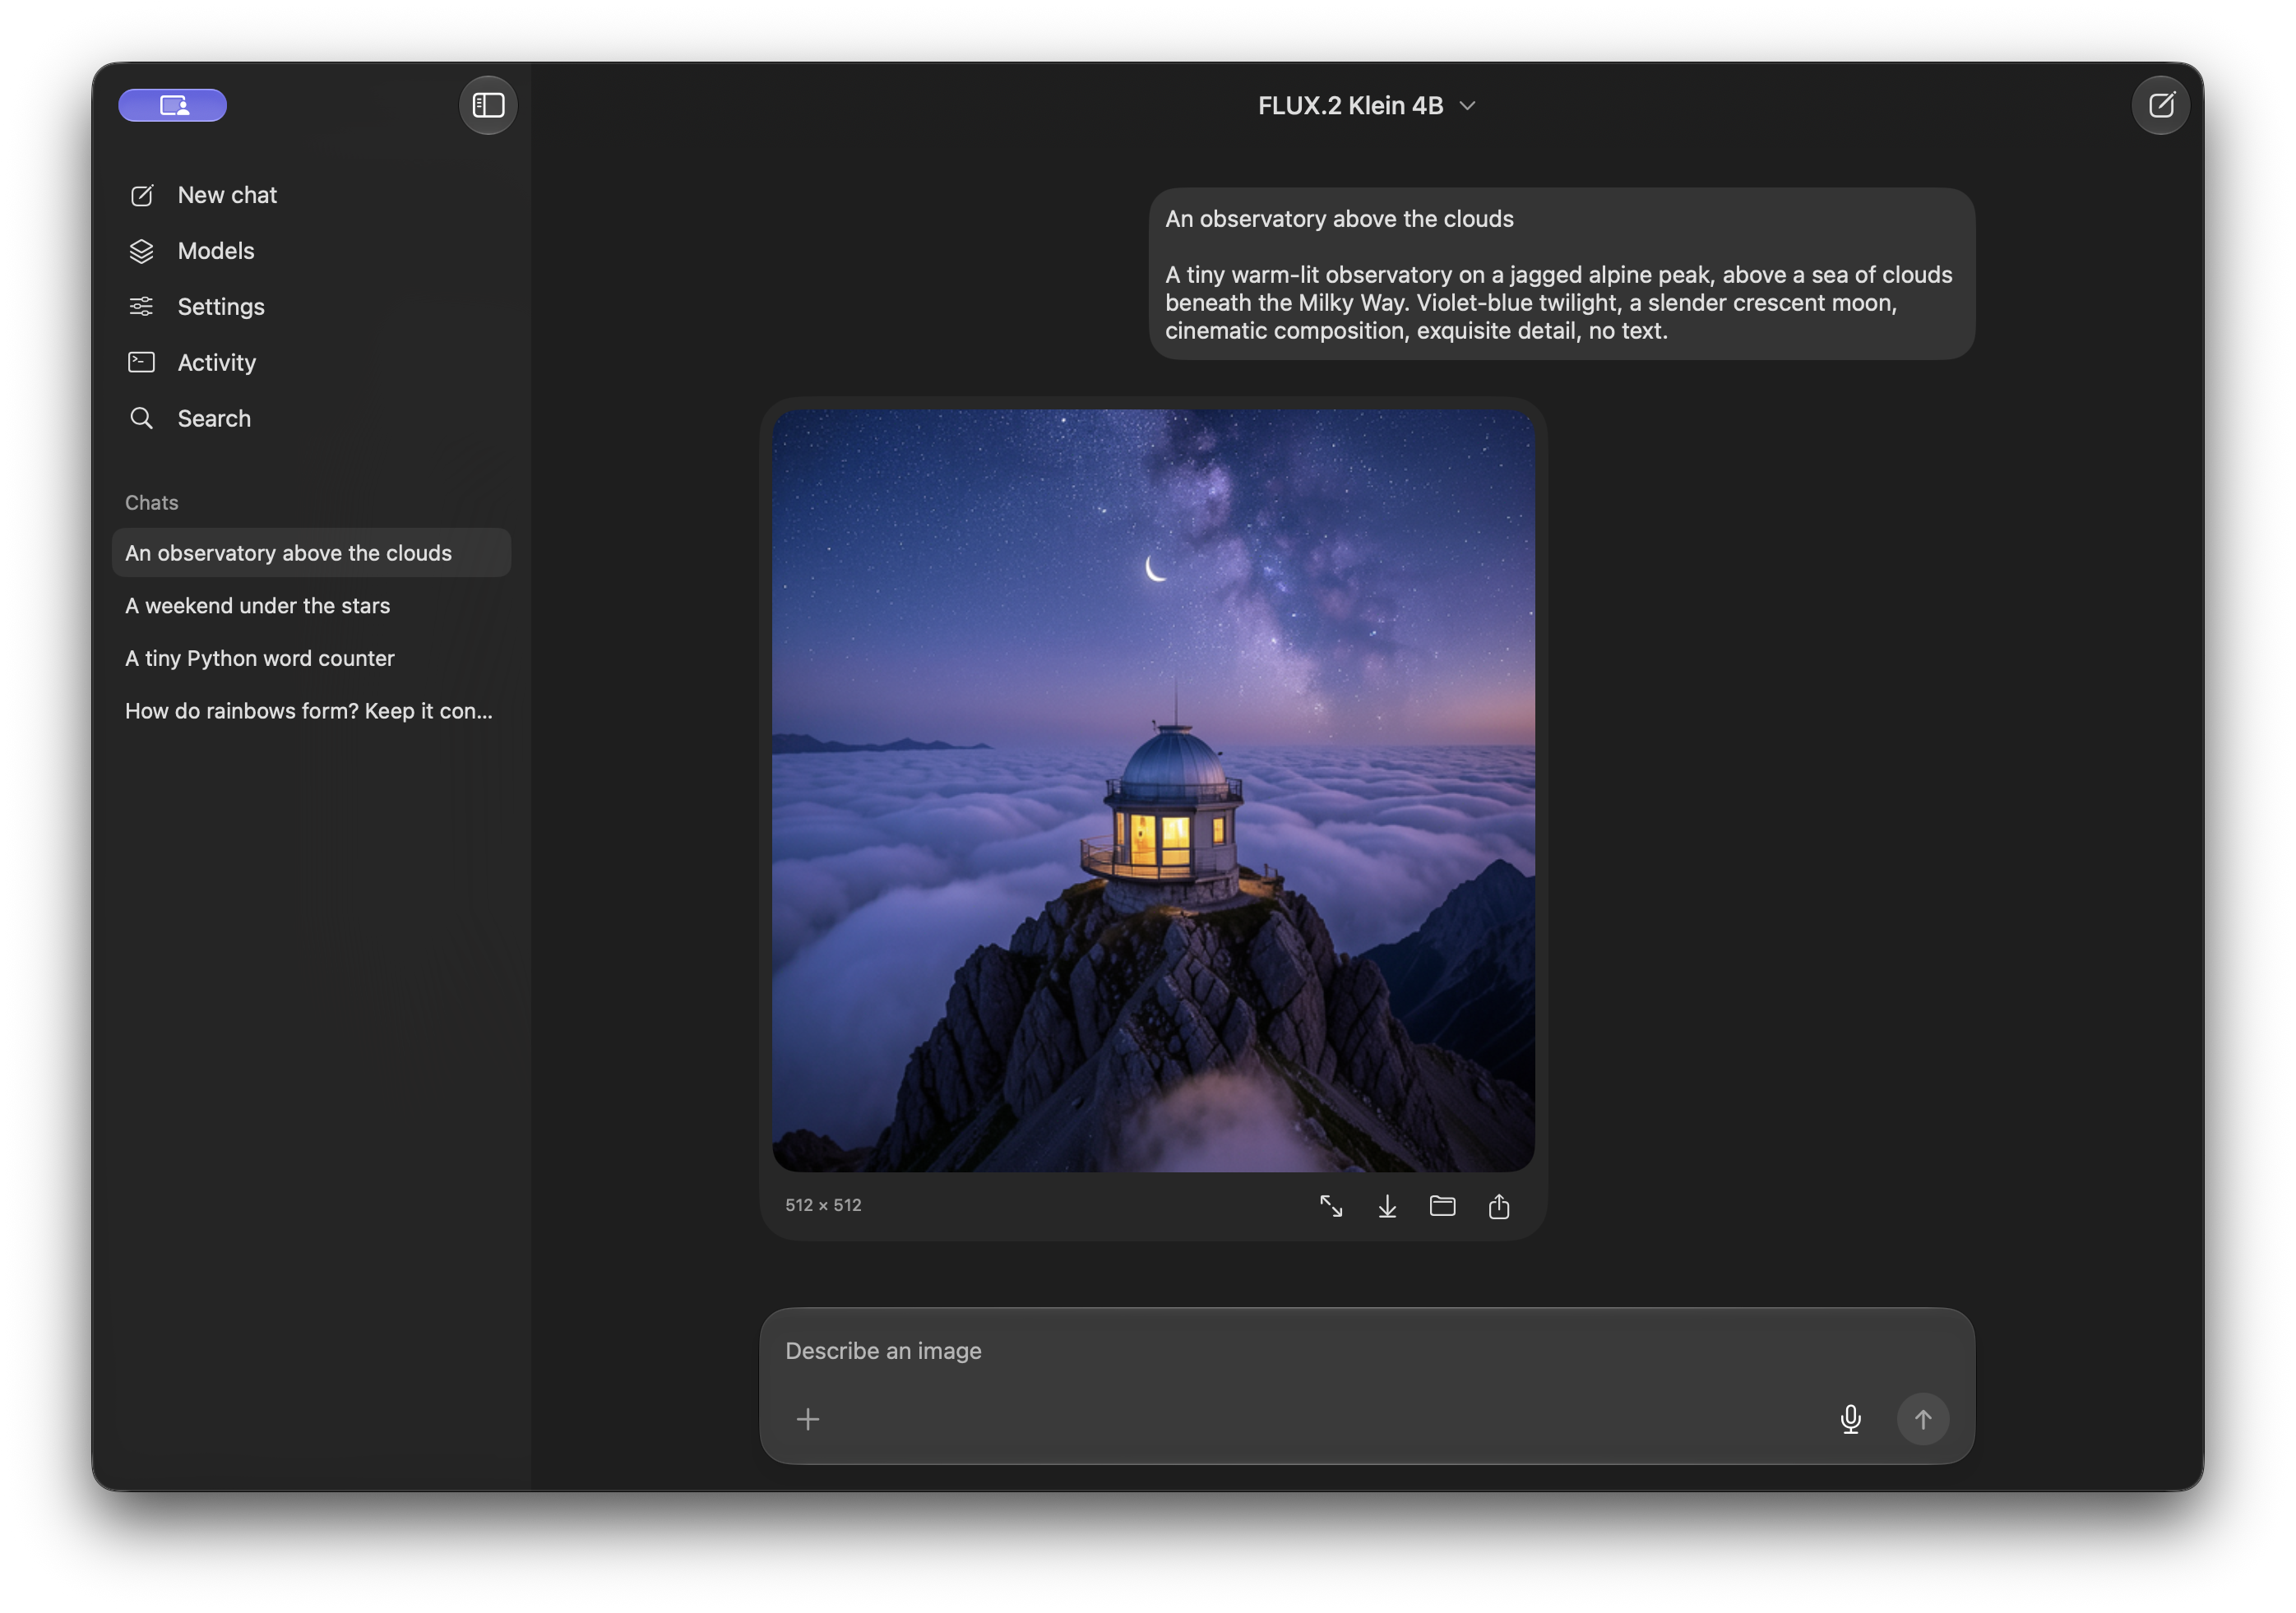 FLUX.2 Klein 4B
New chat
Models
Settings
Activity
Search
Chats
An observatory above the clouds
A weekend under the stars
A tiny Python word counter
How do rainbows form? Keep it con...
An observatory above the clouds
A tiny warm-lit observatory on a jagged alpine peak, above a sea of clouds
beneath the Milky Way. Violet-blue twilight, a slender crescent moon,
cinematic composition, exquisite detail, no text.
512 × 512
Describe an image